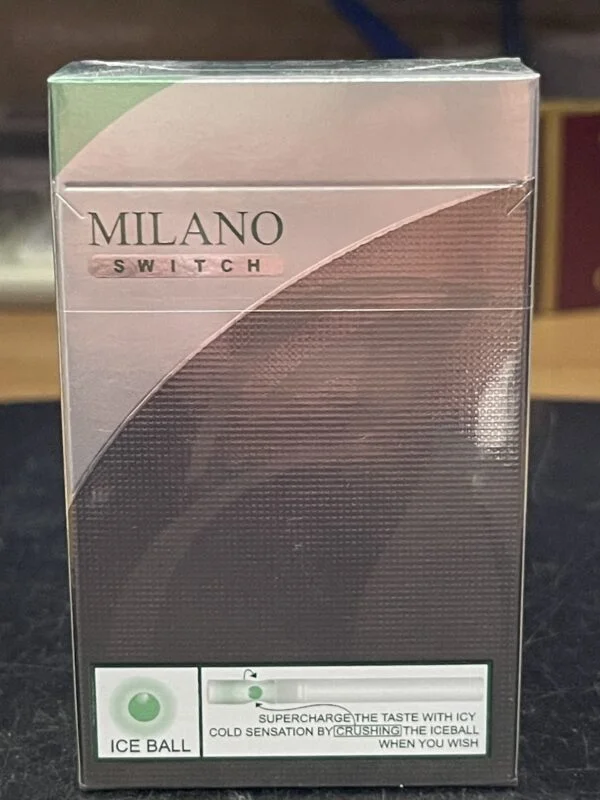 MILANO
SWITCH
ICE BALL
SUPERCHARGE THE TASTE WITH ICY
COLD SENSATION BY CRUSHING THE ICEBALL
WHEN YOU WISH